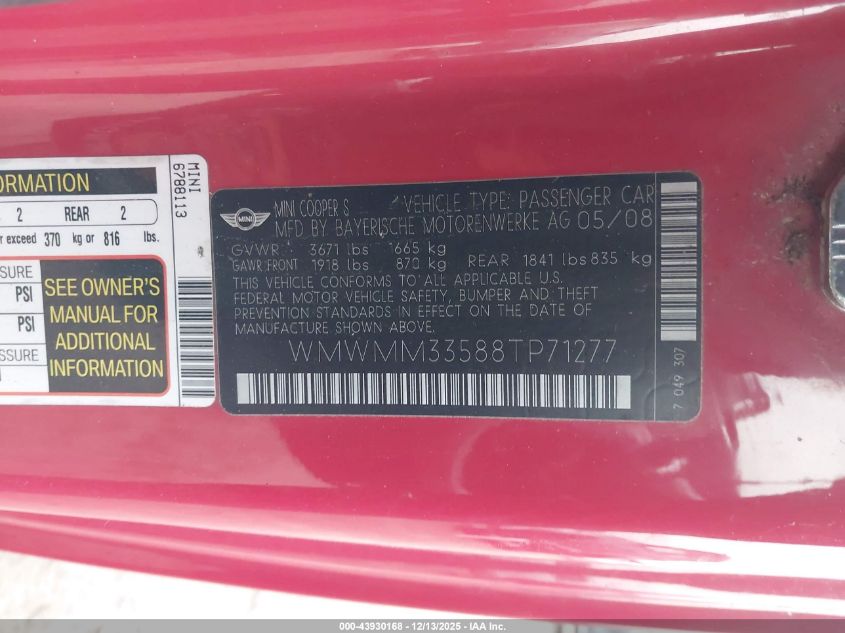 ORMATION
2 REAR 2
r exceed 370 kg or 816 lbs.
SSURE
PSI
PSI
SSURE
SEE OWNER'S
MANUAL FOR
ADDITIONAL
INFORMATION
MINI
6788113
MINI
MINI COOPER S VEHICLE TYPE: PASSENGER CAR
MFD BY BAYERISCHE MOTORENWERKE AG 05/08
GVWR 3671 lbs 1665 kg
GAWR FRONT 1918 lbs 870 kg REAR 1841 lbs 835 kg
THIS VEHICLE CONFORMS TO ALL APPLICABLE U.S.
FEDERAL MOTOR VEHICLE SAFETY, BUMPER AND THEFT
PREVENTION STANDARDS IN EFFECT ON THE DATE OF
MANUFACTURE SHOWN ABOVE.
WMWMM33588TP71277
7 049 307
000-43930168 - 12/13/2025 - IAA Inc.